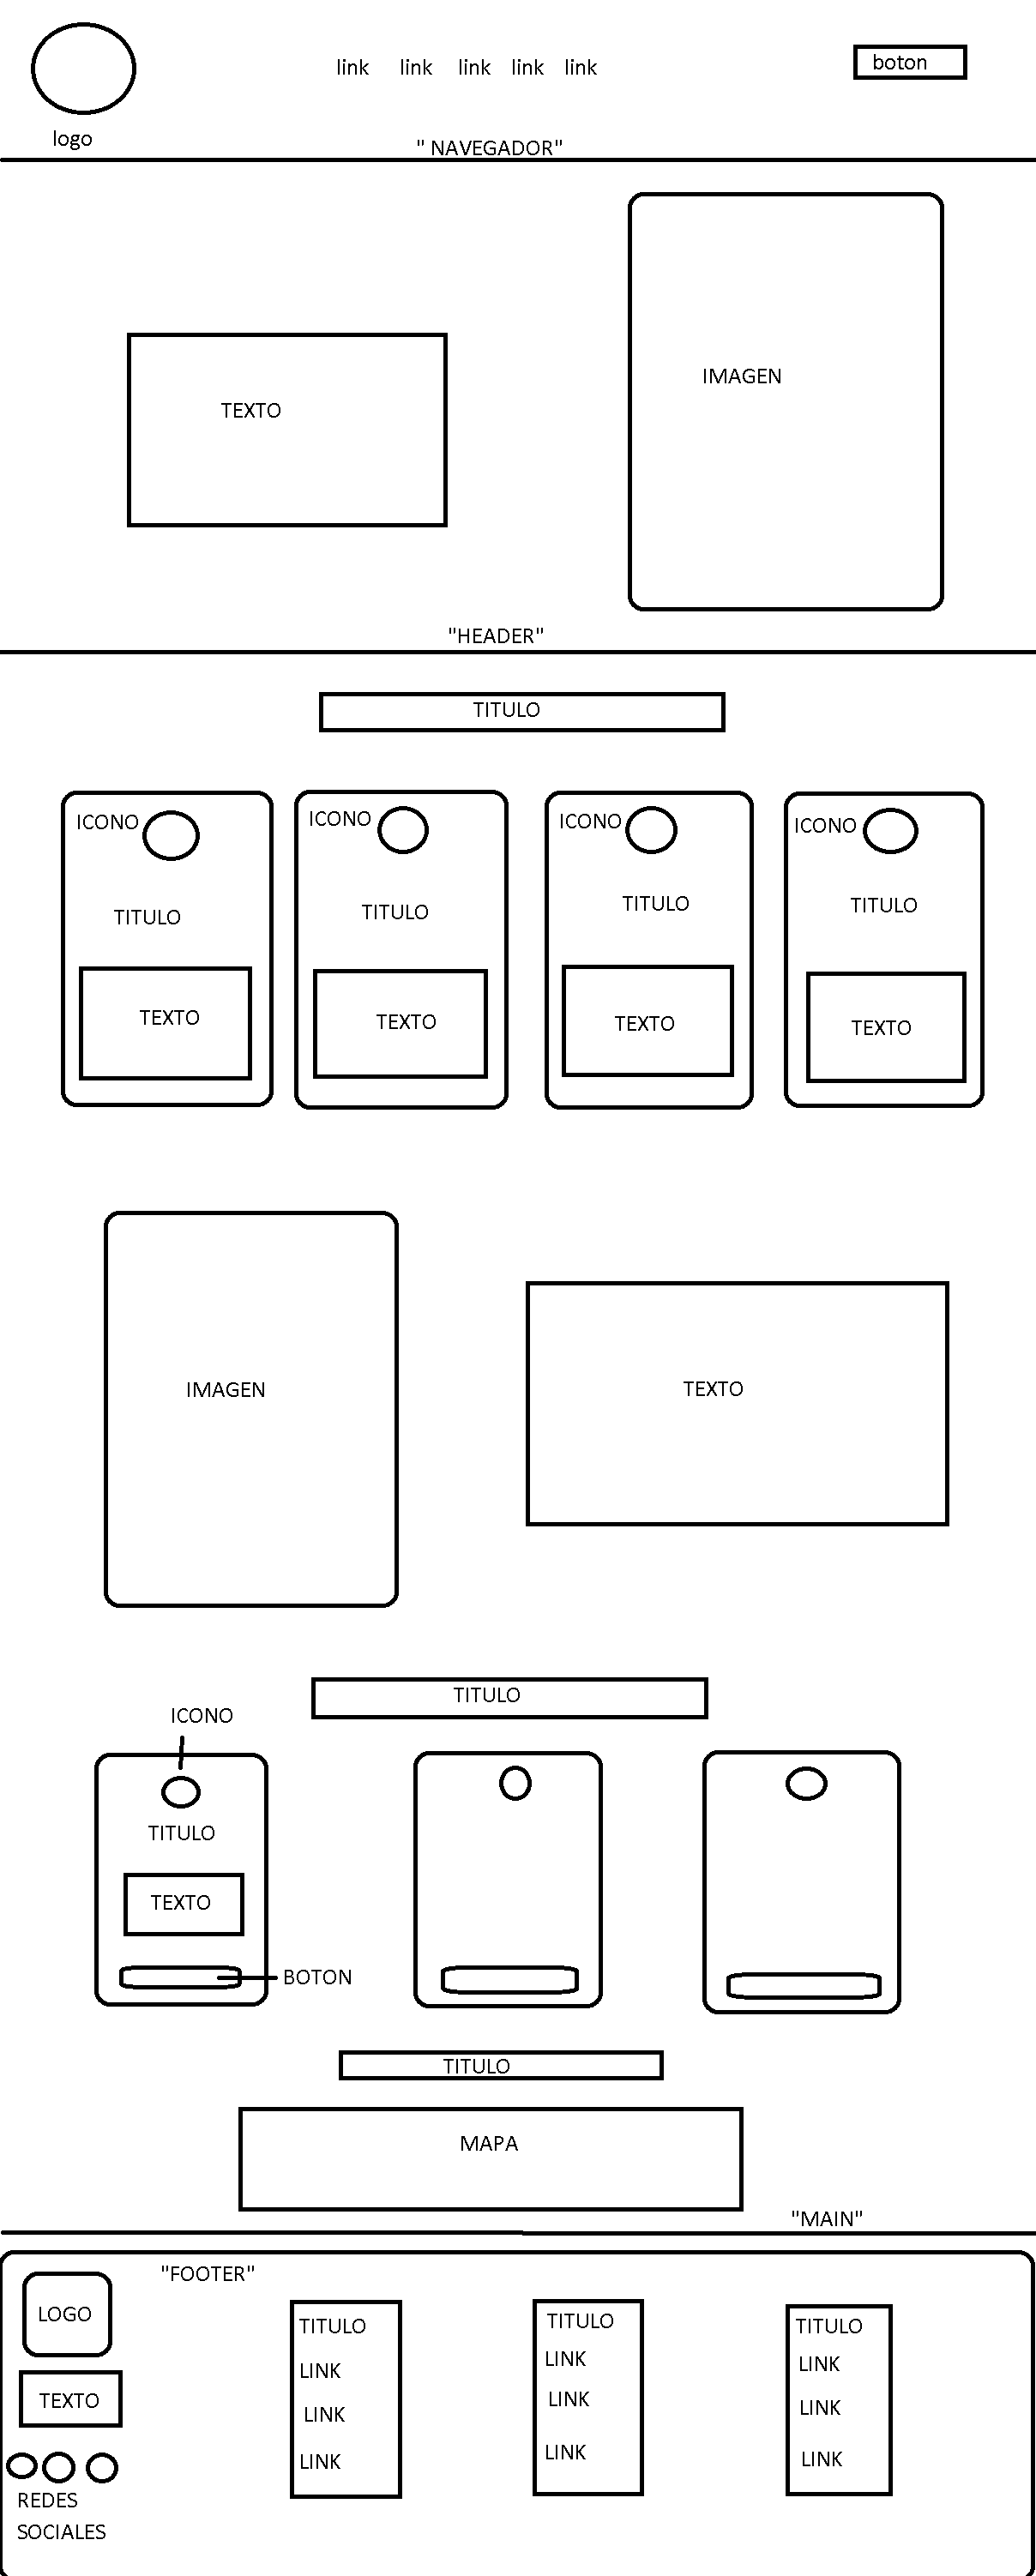 link link link link link
boton
logo
" NAVEGADOR"
IMAGEN
TEXTO
"HEADER"
TITULO
ICONO ICONO ICONO ICONO
TITULO TITULO TITULO TITULO
TEXTO TEXTO TEXTO TEXTO
IMAGEN
TEXTO
TITULO
ICONO
TITULO
TEXTO
BOTON
TITULO
MAPA
"MAIN"
"FOOTER"
LOGO
TEXTO
REDES
SOCIALES
TITULO
LINK
LINK
LINK
TITULO
LINK
LINK
LINK
TITULO
LINK
LINK
LINK